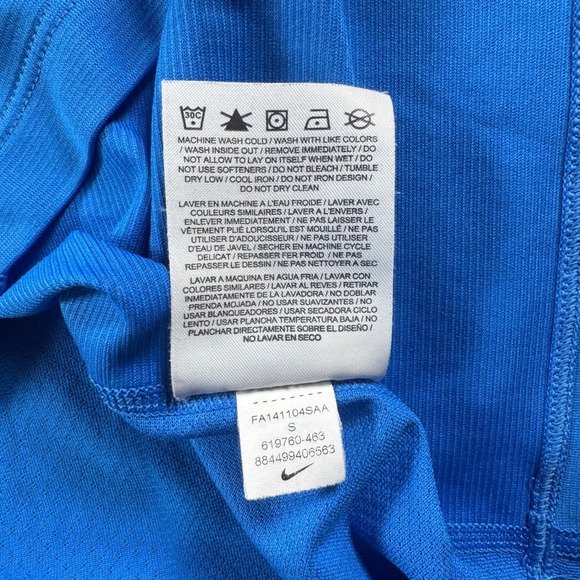 30C
MACHINE WASH COLD / WASH WITH LIKE COLORS
/ WASH INSIDE OUT / REMOVE IMMEDIATELY / DO
NOT ALLOW TO LAY ON ITSELF WHEN WET / DO
NOT USE SOFTENERS / DO NOT BLEACH / TUMBLE
DRY LOW / COOL IRON / DO NOT IRON DESIGN /
DO NOT DRY CLEAN
LAVER EN MACHINE A L'EAU FROIDE / LAVER AVEC
COULEURS SIMILAIRES / LAVER A L'ENVERS /
ENLEVER IMMEDIATEMENT / NE PAS LAISSER LE
VÊTEMENT PLIÉ LORSQU'IL EST MOUILLÉ / NE PAS
UTILISER D'ADOUCISSEUR / NE PAS UTILISER
D'EAU DE JAVEL / SECHER EN MACHINE CYCLE
DELICAT / REPASSER FER FROID / NE PAS
REPASSER LE DESSIN / NE PAS NETTOYER A SEC
LAVAR A MAQUINA EN AGUA FRIA / LAVAR CON
COLORES SIMILARES / LAVAR AL REVES / RETIRAR
INMEDIATAMENTE DE LA LAVADORA / NO DOBLAR
PRENDA MOJADA / NO USAR SUAVIZANTES / NO
USAR BLANQUEADORES / USAR SECADORA CICLO
LENTO / USAR PLANCHA TEMPERATURA BAJA / NO
PLANCHAR DIRECTAMENTE SOBRE EL DISEÑO /
NO LAVAR EN SECO
FA141104SAA
S
619760-463
884499406563